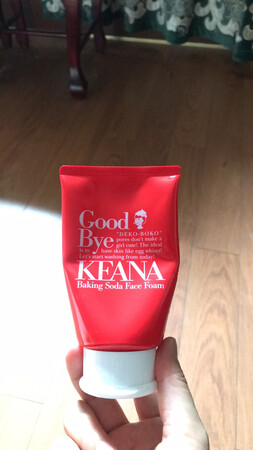 Good
Bye
"DEKO-BOKO"
pores don't make a
girl cute! The ideal
is to have skin like egg whites!
Let's start washing from today!
KEANA
Baking Soda Face Foam